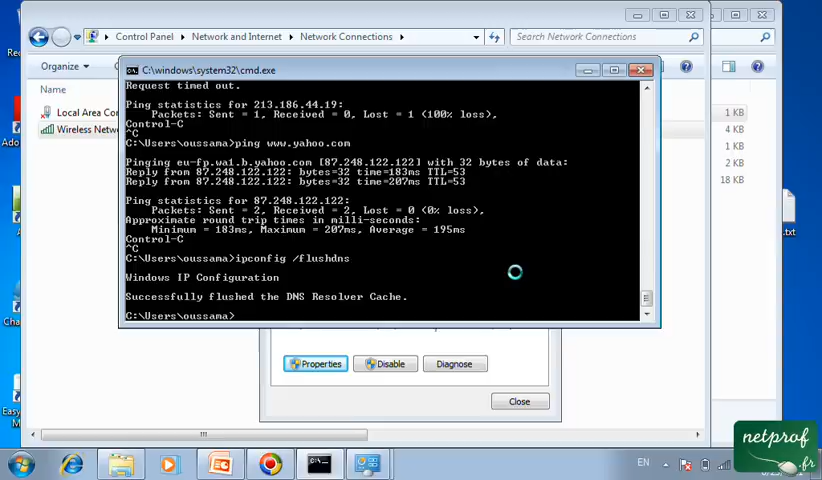 Control Panel
Network and Internet
Network Connections
Search Network Connections
Organize
Name
Local Area Con
Wireless Netw
C:\windows\system32\cmd.exe
Request timed out.
Ping statistics for 213.186.44.19:
Packets: Sent = 1, Received = 0, Lost = 1 (100% loss),
Control-C
^C
C:\Users\oussama>ping www.yahoo.com
Pinging eu-fp.wa1.b.yahoo.com [87.248.122.122] with 32 bytes of data:
Reply from 87.248.122.122: bytes=32 time=183ms TTL=53
Reply from 87.248.122.122: bytes=32 time=207ms TTL=53
Ping statistics for 87.248.122.122:
Packets: Sent = 2, Received = 2, Lost = 0 (0% loss),
Approximate round trip times in milli-seconds:
Minimum = 183ms, Maximum = 207ms, Average = 195ms
Control-C
^C
C:\Users\oussama>ipconfig /flushdns
Windows IP Configuration
Successfully flushed the DNS Resolver Cache.
C:\Users\oussama>
1 KB
2 KB
2 KB
18 KB
.txt
Properties
Disable
Diagnose
Close
EN
netprof
.fr